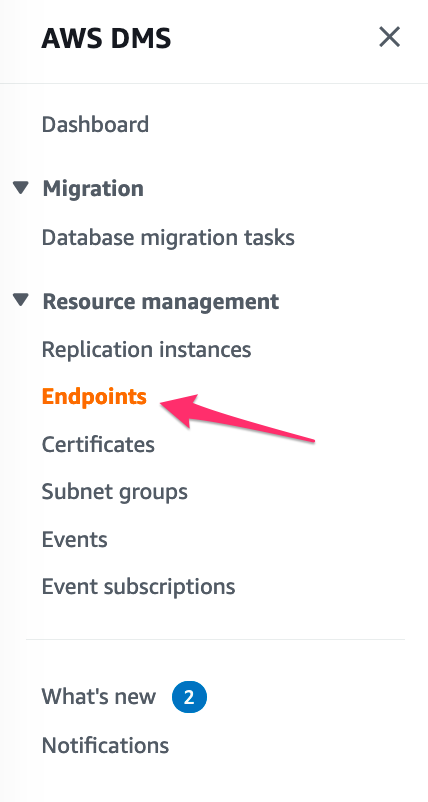 AWS DMS
Dashboard
Migration
Database migration tasks
Resource management
Replication instances
Endpoints
Certificates
Subnet groups
Events
Event subscriptions
What's new 2
Notifications